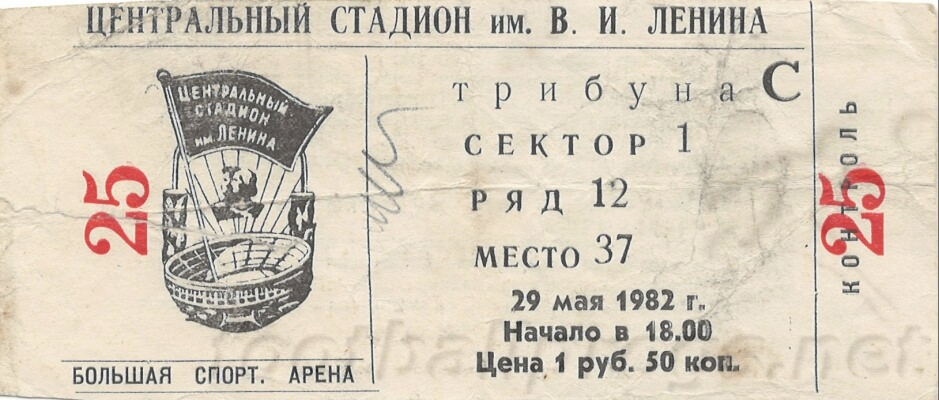 ЦЕНТРАЛЬНЫЙ СТАДИОН им. В. И. ЛЕНИНА
ЦЕНТРАЛЬНЫЙ
СТАДИОН
им. ЛЕНИНА
25
БОЛЬШАЯ СПОРТ. АРЕНА
трибуна С
СЕКТОР 1
РЯД 12
МЕСТО 37
29 мая 1982 г.
Начало в 18.00
Цена 1 руб. 50 коп.
КОНТРОЛЬ
25